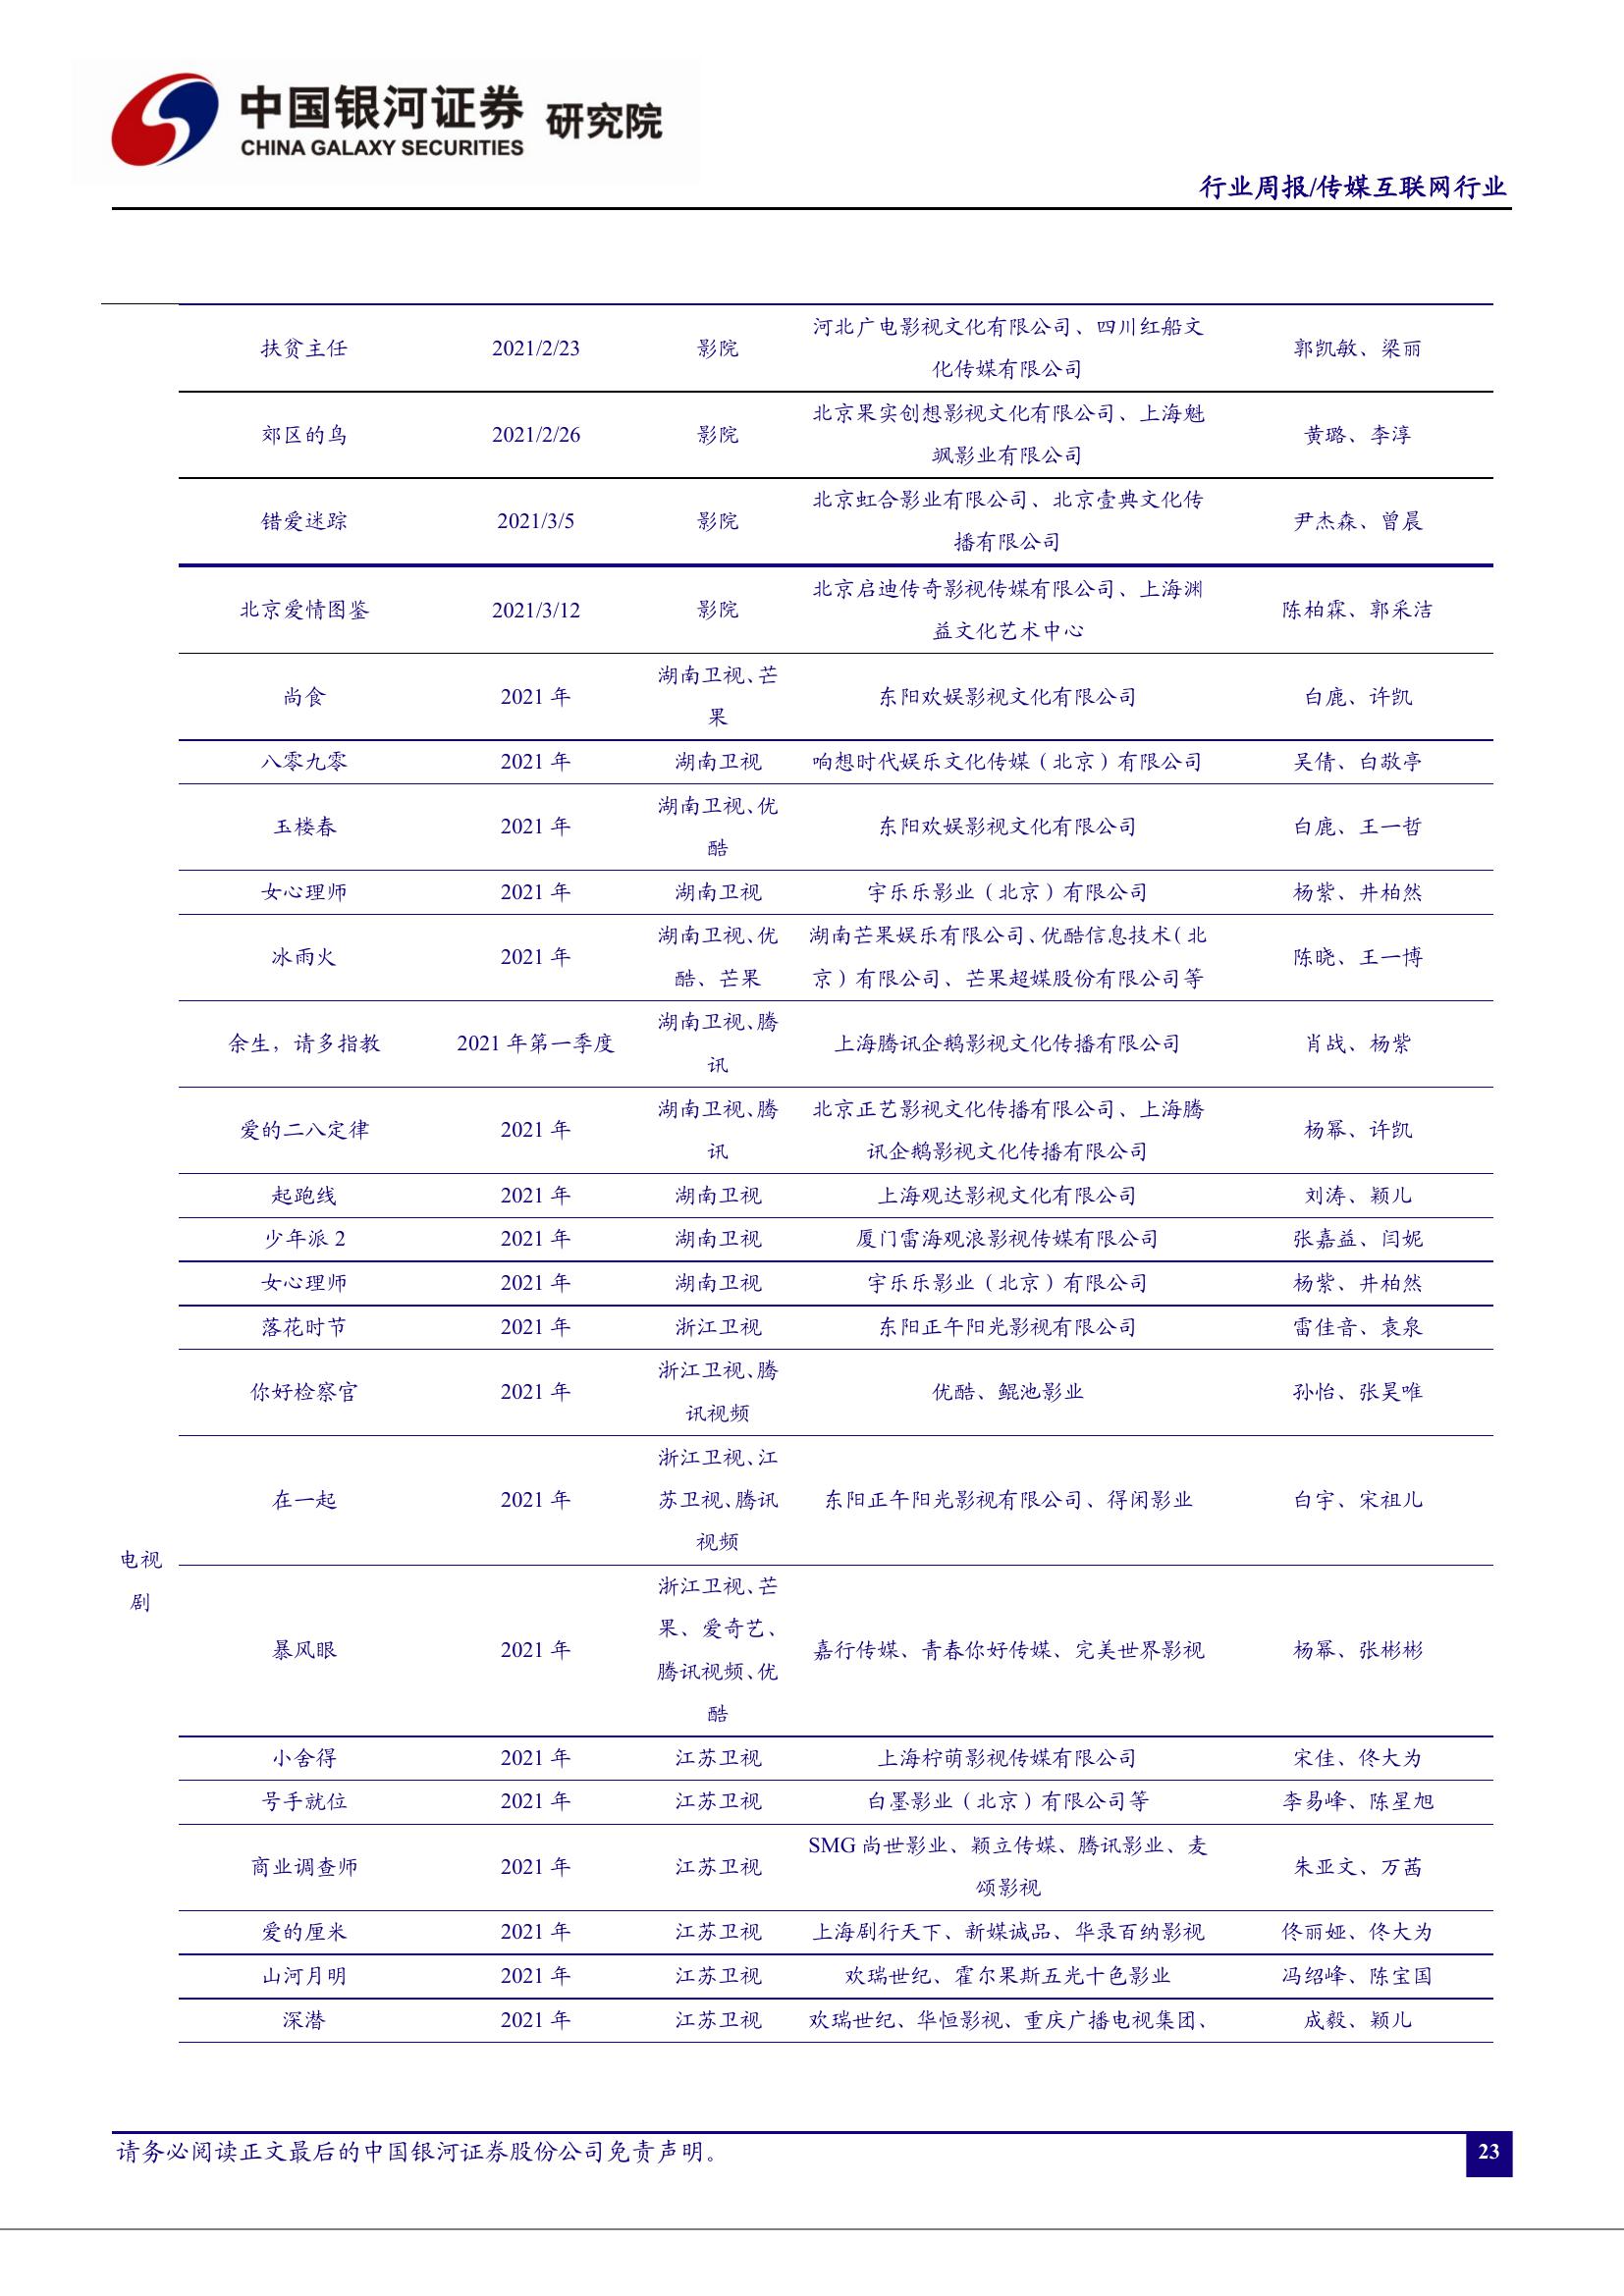 中国银河证券 研究院
CHINA GALAXY SECURITIES
行业周报/传媒互联网行业
扶贫主任 2021/2/23 影院 河北广电影视文化有限公司、四川红船文
化传媒有限公司 郭凯敏、梁丽
郊区的鸟 2021/2/26 影院 北京果实创想影视文化有限公司、上海魁
飒影业有限公司 黄璐、李淳
错爱迷踪 2021/3/5 影院 北京虹合影业有限公司、北京壹典文化传
播有限公司 尹杰森、曾晨
北京爱情图鉴 2021/3/12 影院 北京启迪传奇影视传媒有限公司、上海渊
益文化艺术中心 陈柏霖、郭采洁
尚食 2021 年 湖南卫视、芒
果 东阳欢娱影视文化有限公司 白鹿、许凯
八零九零 2021 年 湖南卫视 响想时代娱乐文化传媒（北京）有限公司 吴倩、白敬亭
玉楼春 2021 年 湖南卫视、优
酷 东阳欢娱影视文化有限公司 白鹿、王一哲
女心理师 2021 年 湖南卫视 宇乐乐影业（北京）有限公司 杨紫、井柏然
冰雨火 2021 年 湖南卫视、优 湖南芒果娱乐有限公司、优酷信息技术（北
酷、芒果 京）有限公司、芒果超媒股份有限公司等 陈晓、王一博
余生，请多指教 2021 年第一季度 湖南卫视、腾
讯 上海腾讯企鹅影视文化传播有限公司 肖战、杨紫
爱的二八定律 2021 年 湖南卫视、腾 北京正艺影视文化传播有限公司、上海腾
讯 讯企鹅影视文化传播有限公司 杨幂、许凯
起跑线 2021 年 湖南卫视 上海观达影视文化有限公司 刘涛、颖儿
少年派 2 2021 年 湖南卫视 厦门雷海观浪影视传媒有限公司 张嘉益、闫妮
女心理师 2021 年 湖南卫视 宇乐乐影业（北京）有限公司 杨紫、井柏然
落花时节 2021 年 浙江卫视 东阳正午阳光影视有限公司 雷佳音、袁泉
你好检察官 2021 年 浙江卫视、腾
讯视频 优酷、鲲池影业 孙怡、张昊唯
浙江卫视、江
在一起 2021 年 苏卫视、腾讯 东阳正午阳光影视有限公司、得闲影业 白宇、宋祖儿
视频
电视
剧
浙江卫视、芒
果、爱奇艺、
暴风眼 2021 年 腾讯视频、优 嘉行传媒、青春你好传媒、完美世界影视 杨幂、张彬彬
酷
小舍得 2021 年 江苏卫视 上海柠萌影视传媒有限公司 宋佳、佟大为
号手就位 2021 年 江苏卫视 白墨影业（北京）有限公司等 李易峰、陈星旭
商业调查师 2021 年 江苏卫视 SMG 尚世影业、颖立传媒、腾讯影业、麦
颂影视 朱亚文、万茜
爱的厘米 2021 年 江苏卫视 上海剧行天下、新媒诚品、华录百纳影视 佟丽娅、佟大为
山河月明 2021 年 江苏卫视 欢瑞世纪、霍尔果斯五光十色影业 冯绍峰、陈宝国
深潜 2021 年 江苏卫视 欢瑞世纪、华恒影视、重庆广播电视集团、 成毅、颖儿
请务必阅读正文最后的中国银河证券股份公司免责声明。
23